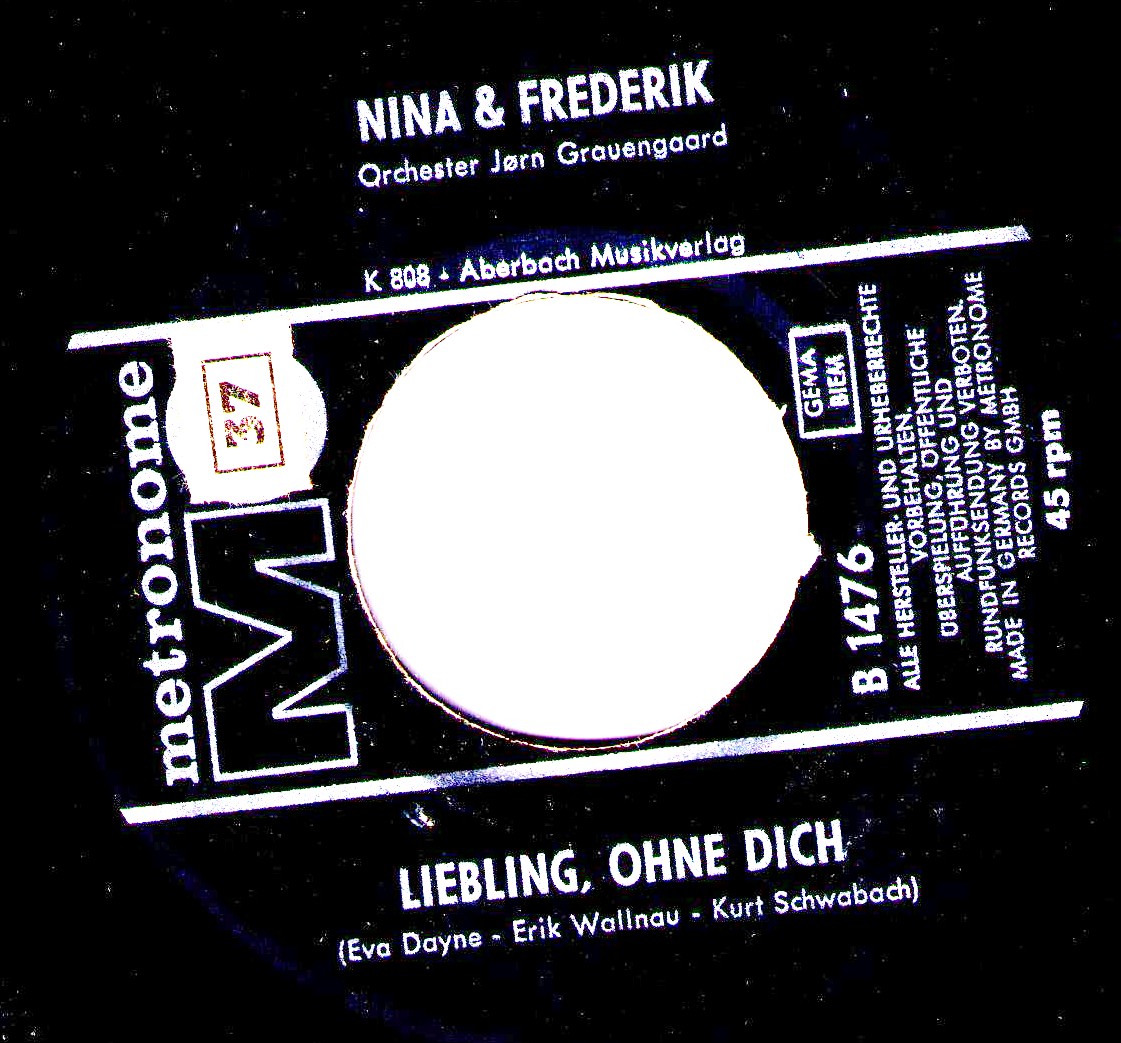 NINA & FREDERIK
Orchester Jørn Grauengaard
K 808 - Aberbach Musikverlag
metronome
M
37
GEMA
BIEM
B 1476
ALLE HERSTELLER- UND URHEBERRECHTE
VORBEHALTEN.
ÜBERSPIELUNG, ÖFFENTLICHE
AUFFÜHRUNG UND
RUNDFUNKSENDUNG VERBOTEN.
MADE IN GERMANY BY METRONOME
RECORDS GMBH
45 rpm
LIEBLING, OHNE DICH
(Eva Dayne - Erik Wallnau - Kurt Schwabach)